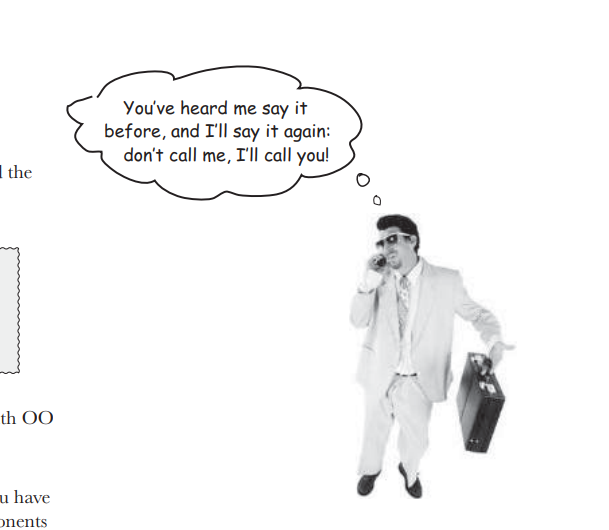 You've heard me say it
before, and I'll say it again:
don't call me, I'll call you!
the
th OO
u have
onents